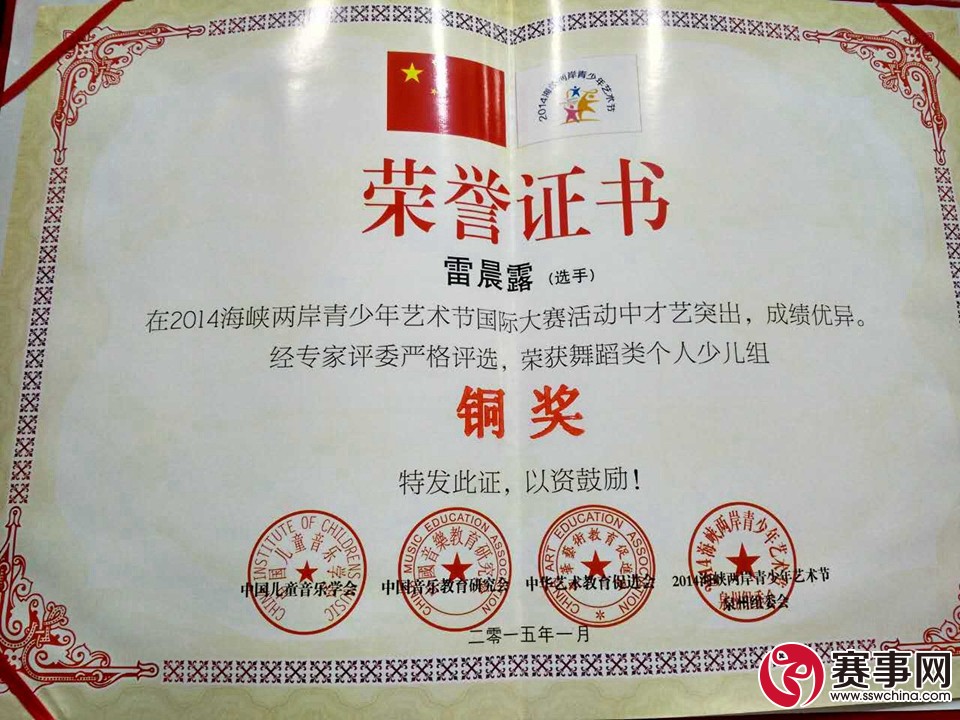 2014海峡两岸青少年艺术节
荣誉证书
雷晨露 (选手)
在2014海峡两岸青少年艺术节国际大赛活动中才艺突出，成绩优异。
经专家评委严格评选，荣获舞蹈类个人少儿组
铜奖
特发此证，以资鼓励！
中国儿童音乐学会
中国音乐教育研究会
中华艺术教育促进会
2014海峡两岸青少年艺术节
泉州组委会
二零一五年一月
赛事网
www.sswchina.com